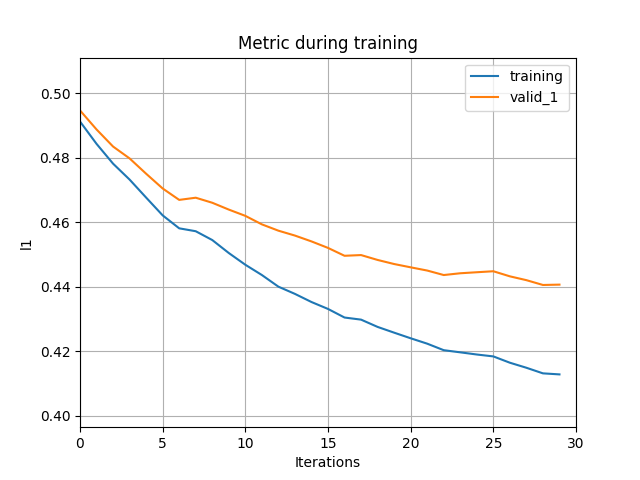 Metric during training
training
valid_1
0.50
0.48
0.46
0.44
0.42
0.40
l1
0 5 10 15 20 25 30
Iterations